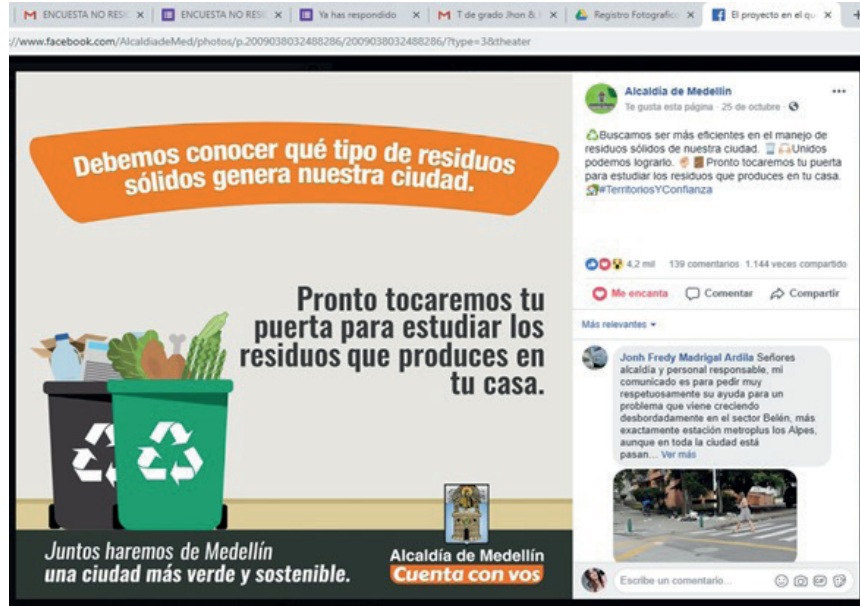 ENCUESTA NO RES
ENCUESTA NO RES
Ya has respondido
T de grado Jhon &
Registro Fotografic
El proyecto en el qu
://www.facebook.com/AlcaldiadeMed/photos/p.2009038032488286/2009038032488286/?type=3&theater
Debemos conocer qué tipo de residuos
sólidos genera nuestra ciudad.
Pronto tocaremos tu
puerta para estudiar los
residuos que produces en
tu casa.
Juntos haremos de Medellín
una ciudad más verde y sostenible.
Alcaldía de Medellín
Cuenta con vos
Alcaldía de Medellín
Te gusta esta página · 25 de octubre ·
Buscamos ser más eficientes en el manejo de
residuos sólidos de nuestra ciudad. Unidos
podemos lograrlo. Pronto tocaremos tu puerta
para estudiar los residuos que produces en tu casa.
#TerritoriosYConfianza
4,2 mil 139 comentarios 1.144 veces compartido
Me encanta Comentar Compartir
Más relevantes
Jonh Fredy Madrigal Ardila Señores
alcaldía y personal responsable, mi
comunicado es para pedir muy
respetuosamente su ayuda para un
problema que viene creciendo
desbordadamente en el sector Belén, más
exactamente estación metroplus los Alpes,
aunque en toda la ciudad está
pasan... Ver más
Escribe un comentario...